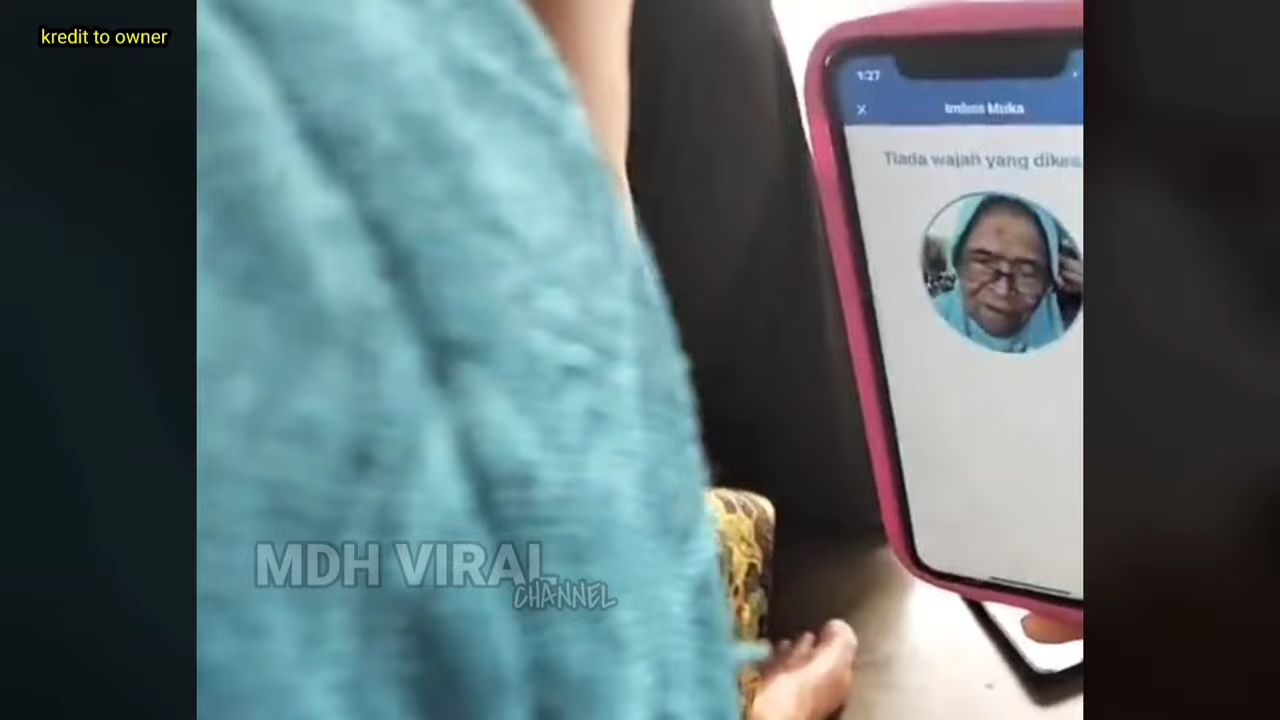 kredit to owner
1:27
Imbas Muka
Tiada wajah yang dikes
MDH VIRAL
CHANNEL